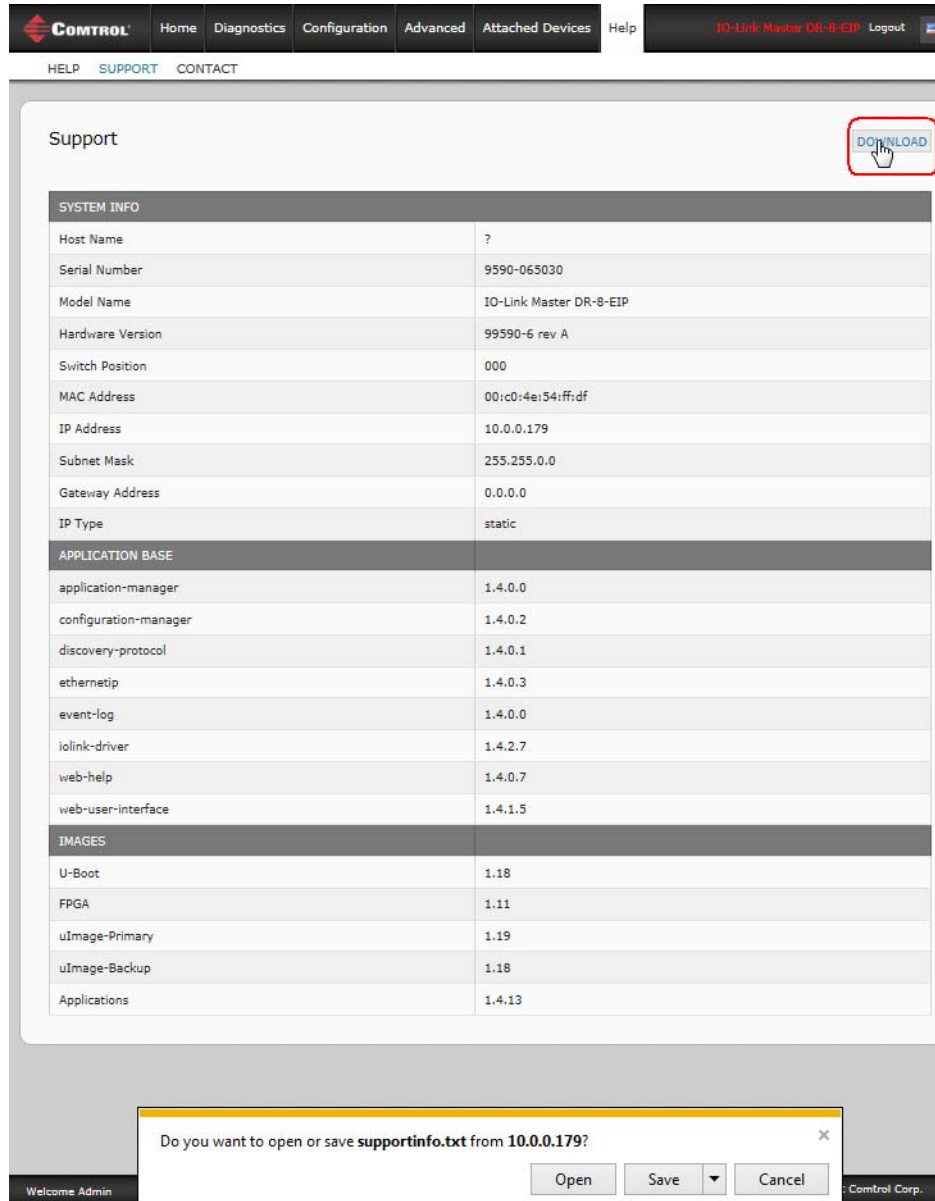 COMTROL Home Diagnostics Configuration Advanced Attached Devices Help IO-Link Master DR-8-EIP Logout
HELP SUPPORT CONTACT
Support
DOWNLOAD
SYSTEM INFO
Host Name ?
Serial Number 9590-065030
Model Name IO-Link Master DR-8-EIP
Hardware Version 99590-6 rev A
Switch Position 000
MAC Address 00:c0:4e:54:ff:df
IP Address 10.0.0.179
Subnet Mask 255.255.0.0
Gateway Address 0.0.0.0
IP Type static
APPLICATION BASE
application-manager 1.4.0.0
configuration-manager 1.4.0.2
discovery-protocol 1.4.0.1
ethernetip 1.4.0.3
event-log 1.4.0.0
iolink-driver 1.4.2.7
web-help 1.4.0.7
web-user-interface 1.4.1.5
IMAGES
U-Boot 1.18
FPGA 1.11
uImage-Primary 1.19
uImage-Backup 1.18
Applications 1.4.13
Do you want to open or save supportinfo.txt from 10.0.0.179?
Open Save Cancel
Welcome Admin Comtrol Corp.